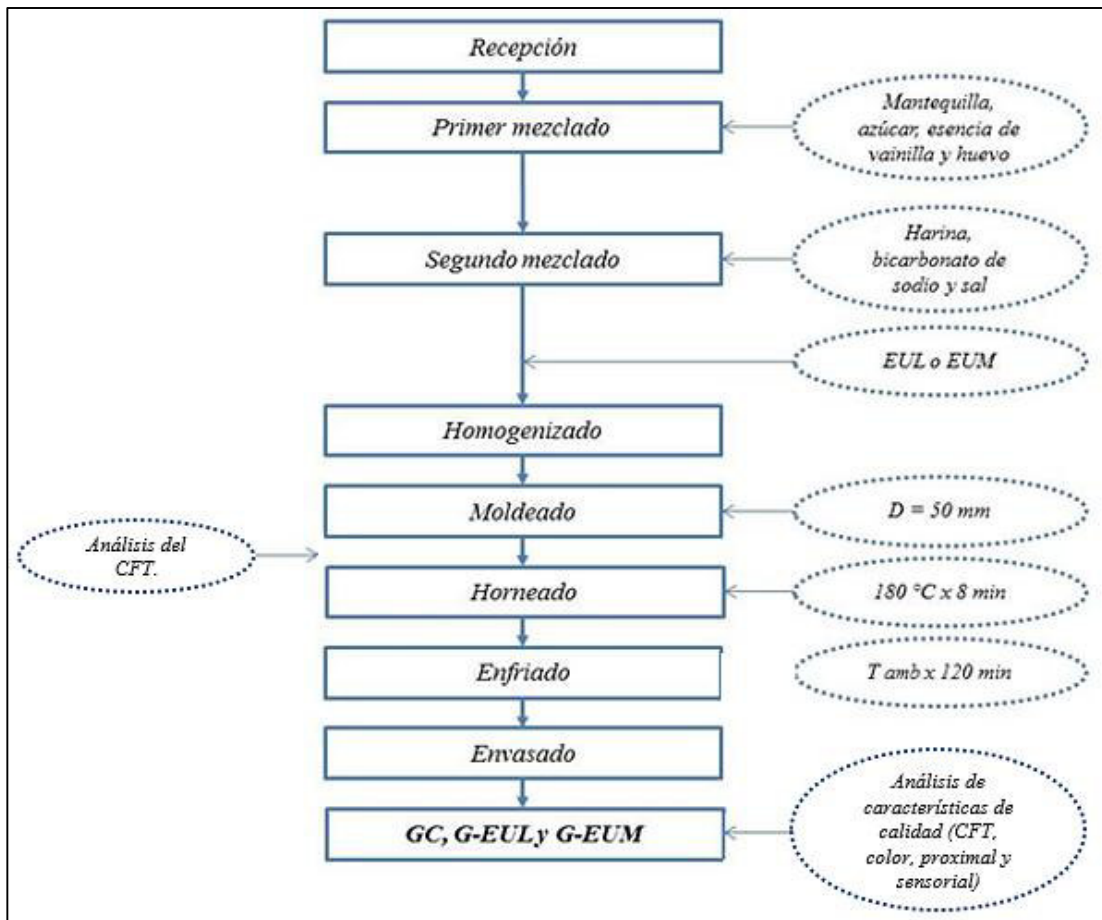 Recepción
Primer mezclado
Mantequilla,
azúcar, esencia de
vainilla y huevo
Segundo mezclado
Harina,
bicarbonato de
sodio y sal
EUL o EUM
Homogenizado
Moldeado
D = 50 mm
Análisis del
CFT.
Horneado
180 °C x 8 min
Enfriado
T amb x 120 min
Envasado
GC, G-EUL y G-EUM
Análisis de
características de
calidad (CFT,
color, proximal y
sensorial)